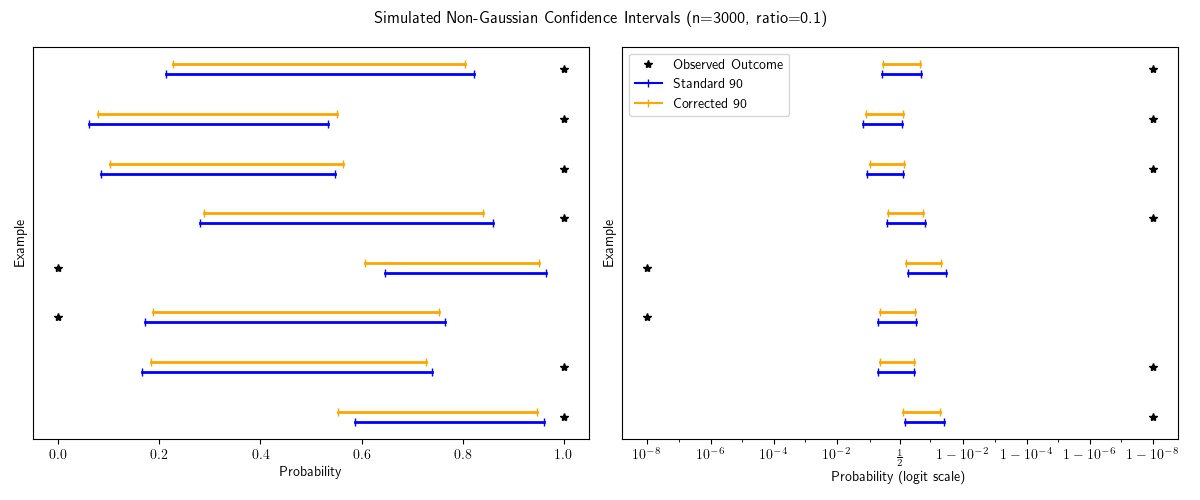 Simulated Non-Gaussian Confidence Intervals (n=3000, ratio=0.1)
Example
0.0 0.2 0.4 0.6 0.8 1.0
Probability
Observed Outcome
Standard 90
Corrected 90
Example
10⁻⁸ 10⁻⁶ 10⁻⁴ 10⁻² 1/2 1 − 10⁻² 1 − 10⁻⁴ 1 − 10⁻⁶ 1 − 10⁻⁸
Probability (logit scale)